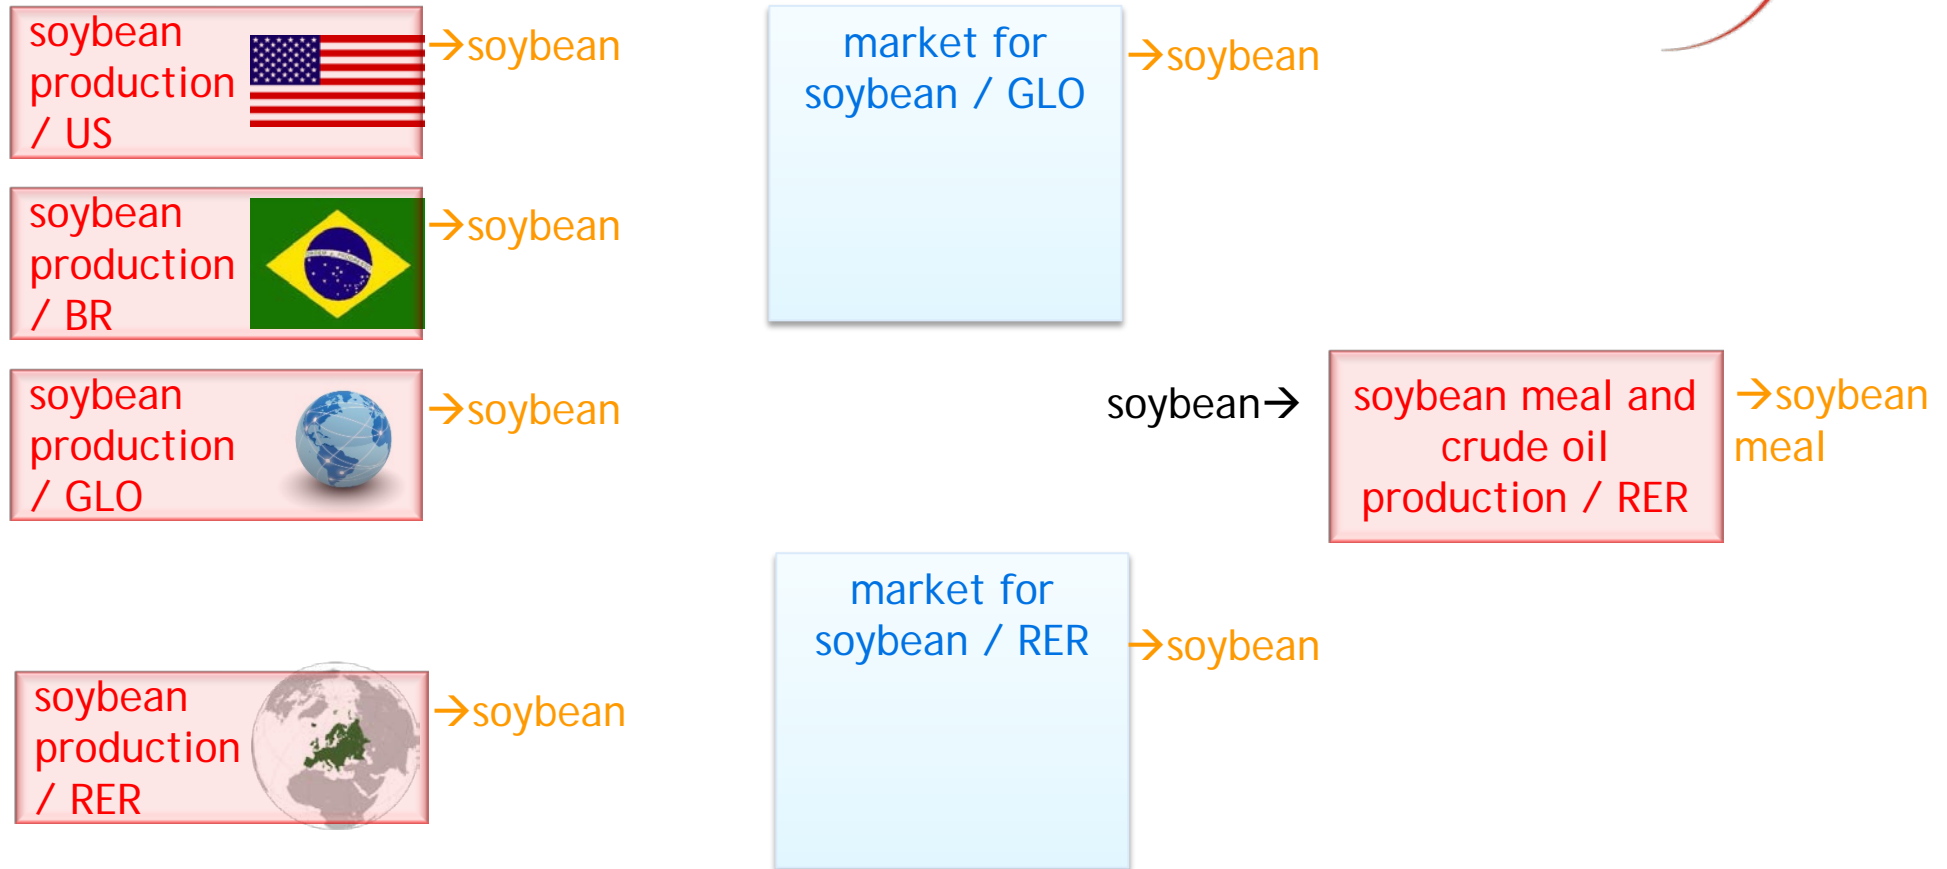 soybean
production
/ US
→soybean
market for
soybean / GLO
→soybean
soybean
production
/ BR
→soybean
soybean
production
/ GLO
→soybean
soybean→
soybean meal and
crude oil
production / RER
→soybean
meal
market for
soybean / RER
→soybean
soybean
production
/ RER
→soybean